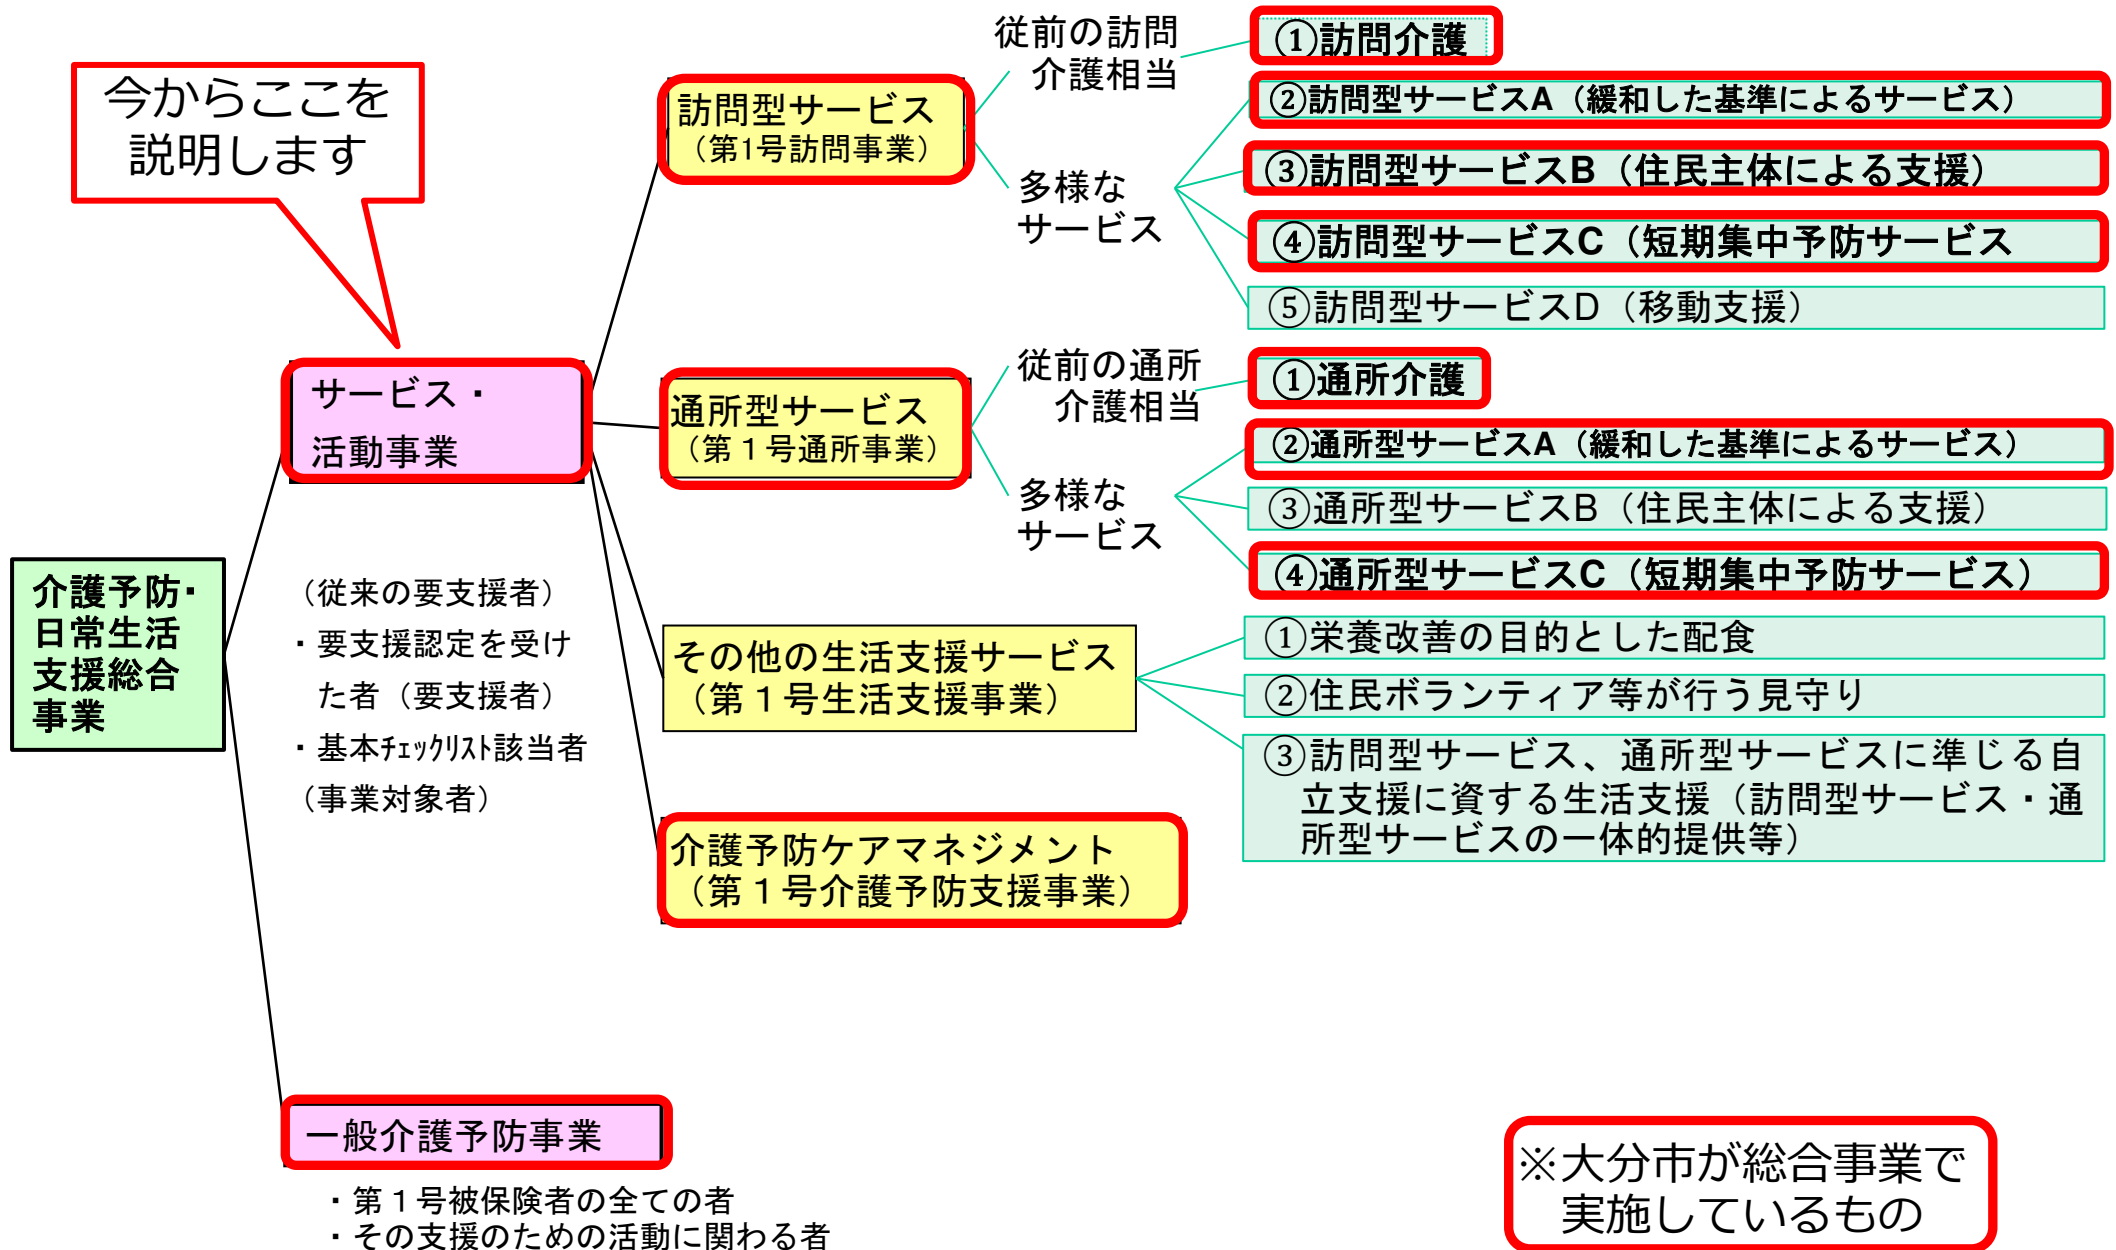 今からここを
説明します
介護予防・
日常生活
支援総合
事業
サービス・
活動事業
（従来の要支援者）
・要支援認定を受け
た者（要支援者）
・基本ﾁｪｯｸﾘｽﾄ該当者
（事業対象者）
訪問型サービス
（第1号訪問事業）
従前の訪問
介護相当
①訪問介護
多様な
サービス
②訪問型サービスA（緩和した基準によるサービス）
③訪問型サービスB（住民主体による支援）
④訪問型サービスC（短期集中予防サービス
⑤訪問型サービスD（移動支援）
通所型サービス
（第１号通所事業）
従前の通所
介護相当
①通所介護
多様な
サービス
②通所型サービスA（緩和した基準によるサービス）
③通所型サービスB（住民主体による支援）
④通所型サービスC（短期集中予防サービス）
その他の生活支援サービス
（第１号生活支援事業）
①栄養改善の目的とした配食
②住民ボランティア等が行う見守り
③訪問型サービス、通所型サービスに準じる自
立支援に資する生活支援（訪問型サービス・通
所型サービスの一体的提供等）
介護予防ケアマネジメント
（第１号介護予防支援事業）
一般介護予防事業
・第１号被保険者の全ての者
・その支援のための活動に関わる者
※大分市が総合事業で
実施しているもの